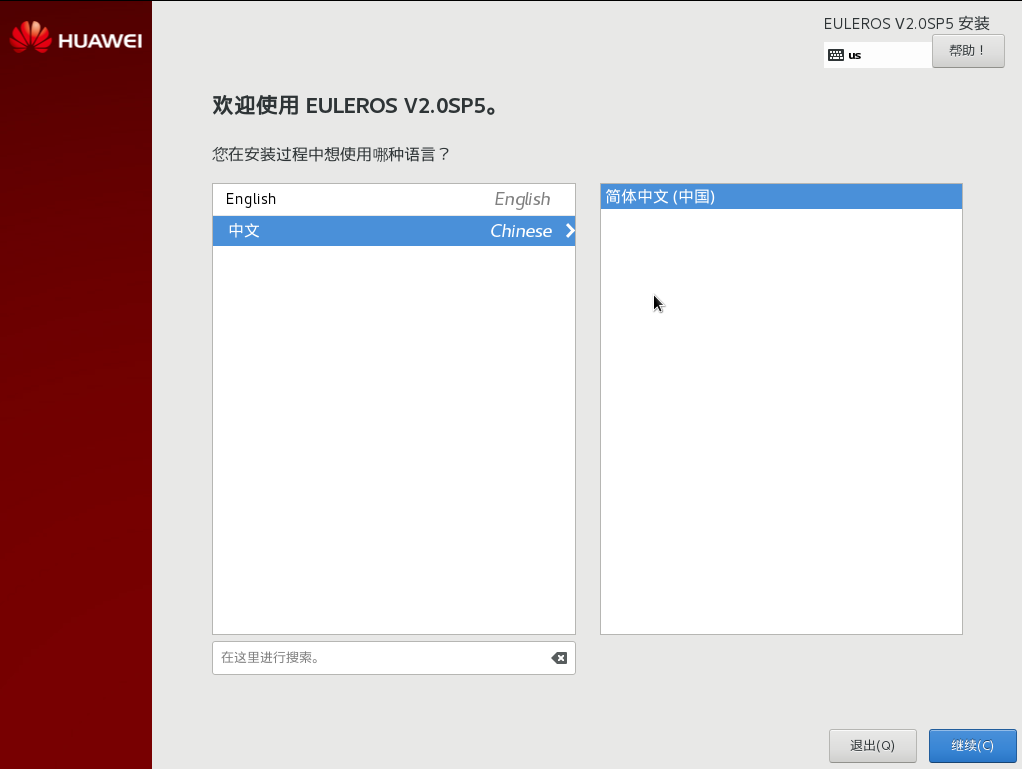 HUAWEI
EULEROS V2.0SP5 安装
us
帮助！
欢迎使用 EULEROS V2.0SP5。
您在安装过程中想使用哪种语言？
English English
中文 Chinese
简体中文 (中国)
在这里进行搜索。
退出(Q)
继续(C)